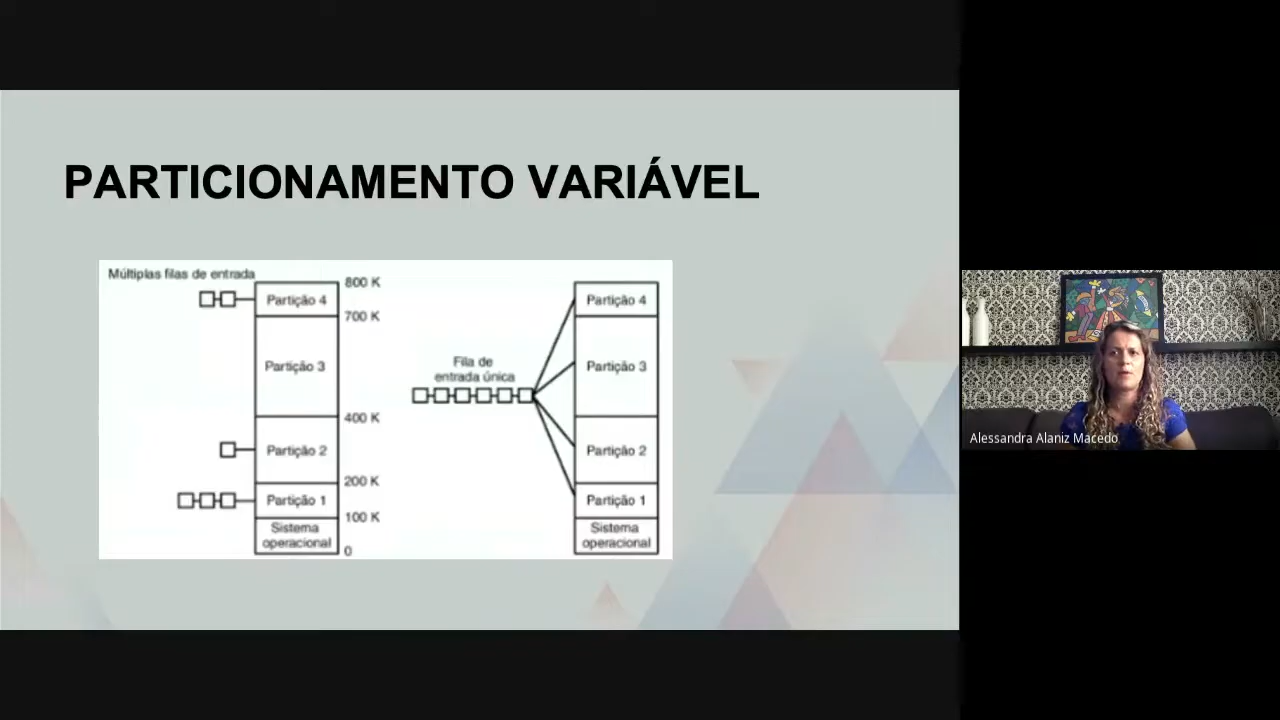 PARTICIONAMENTO VARIÁVEL
Múltiplas filas de entrada
800 K
Partição 4
700 K
Partição 3
400 K
Partição 2
200 K
Partição 1
100 K
Sistema
operacional
0
Fila de
entrada única
Partição 4
Partição 3
Partição 2
Partição 1
Sistema
operacional
Alessandra Alaniz Macedo